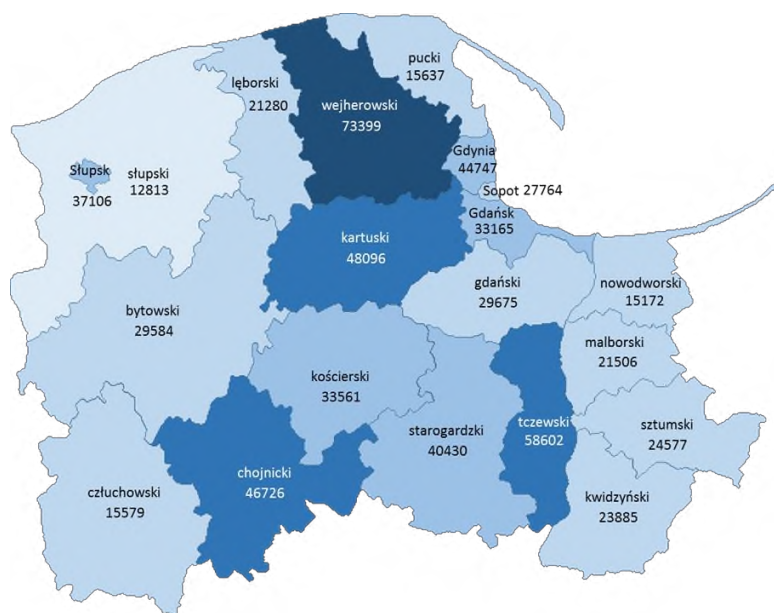 pucki
15637
lęborski
21280
wejherowski
73399
Gdynia
44747
Słupsk
37106
słupski
12813
Sopot 27764
Gdańsk
33165
kartuski
48096
gdański
29675
nowodworski
15172
bytowski
29584
malborski
21506
kościerski
33561
starogardzki
40430
tczewski
58602
sztumski
24577
chojnicki
46726
człuchowski
15579
kwidzyński
23885